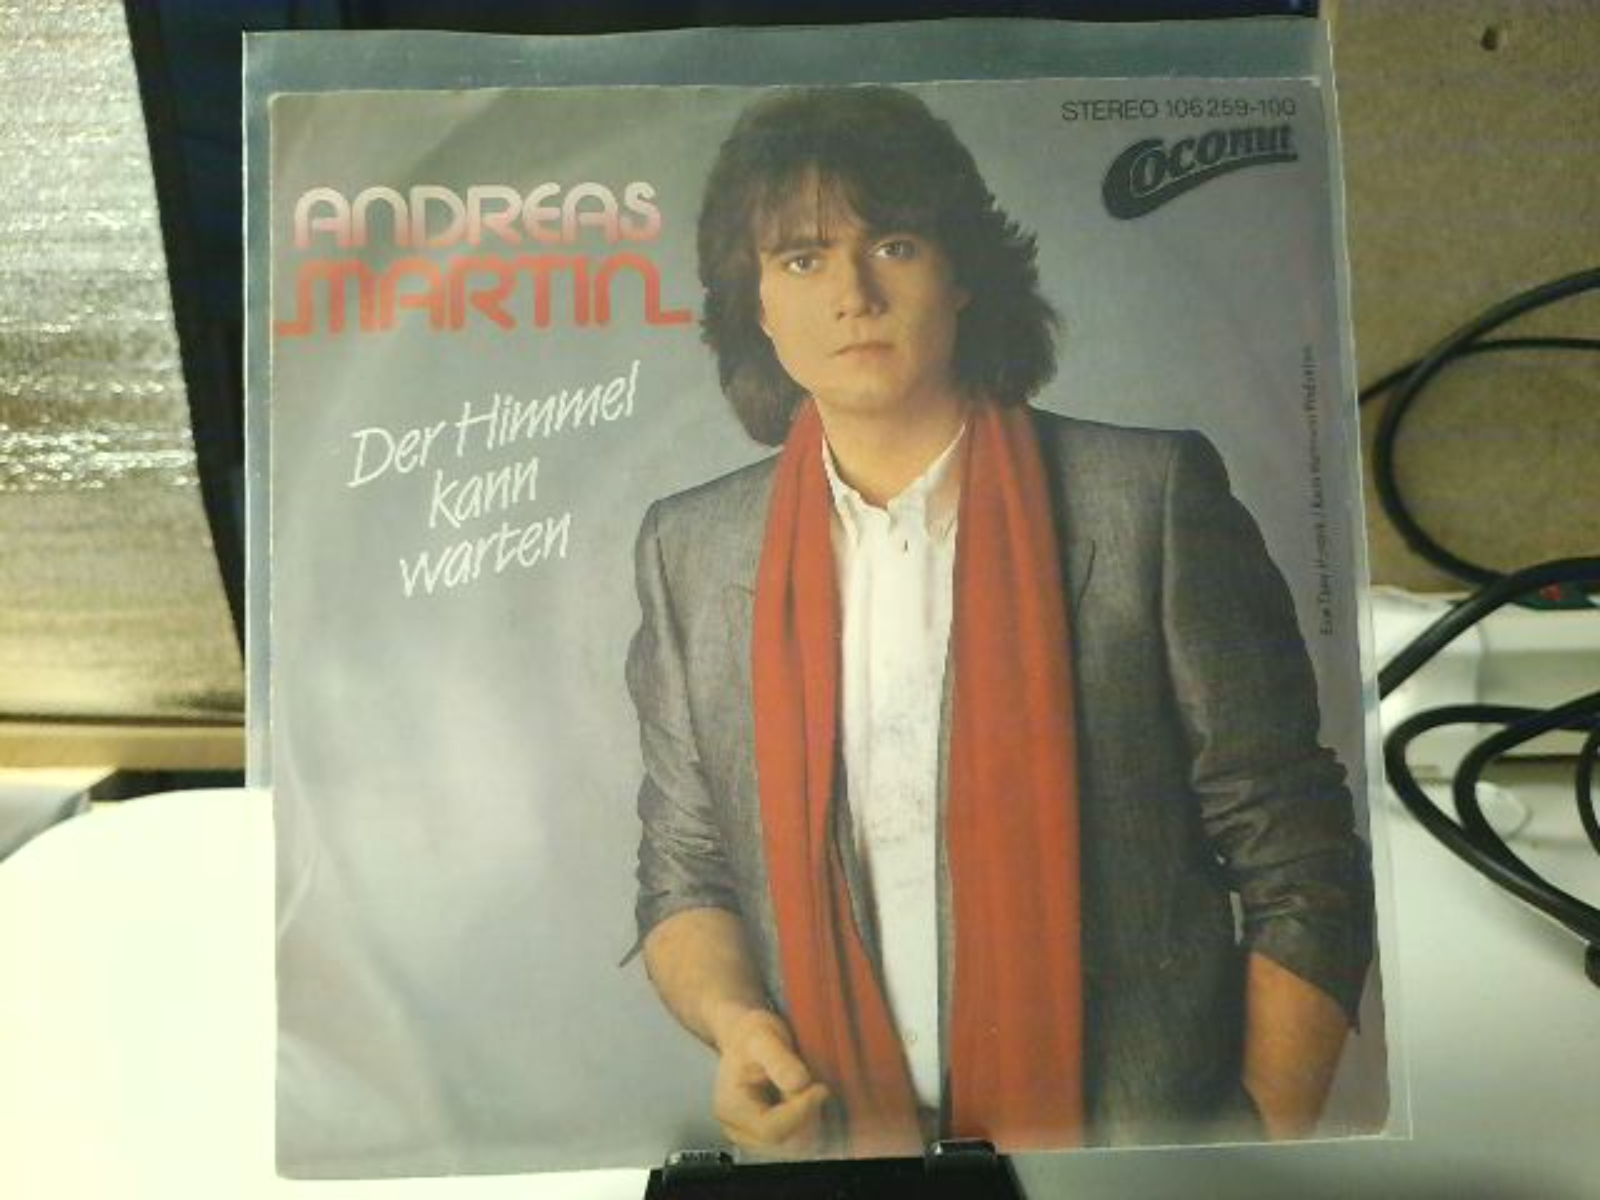 STEREO 106 259-100
Coconut
ANDREAS
MARTIN
Der Himmel
kann
warten